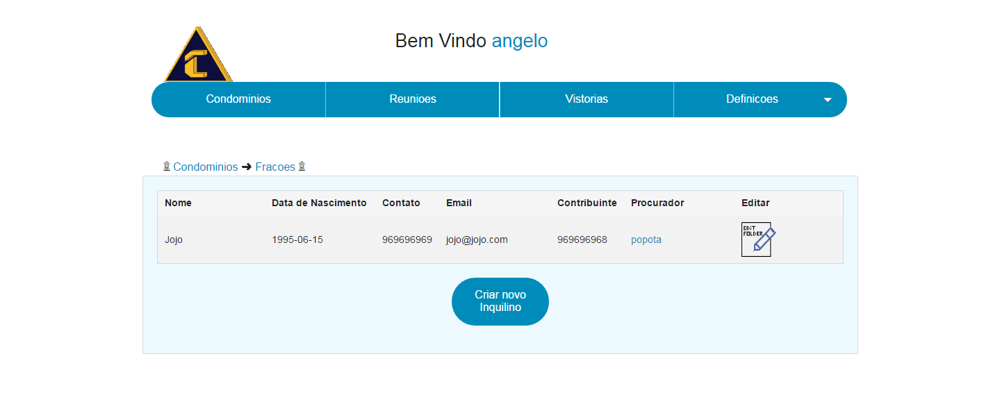 Bem Vindo angelo
Condominios Reunioes Vistorias Definicoes
Condominios Fracoes
Nome Data de Nascimento Contato Email Contribuinte Procurador Editar
Jojo 1995-06-15 969696969 jojo@jojo.com 969696968 popota
EDiT
FOLDER
Criar novo
Inquilino